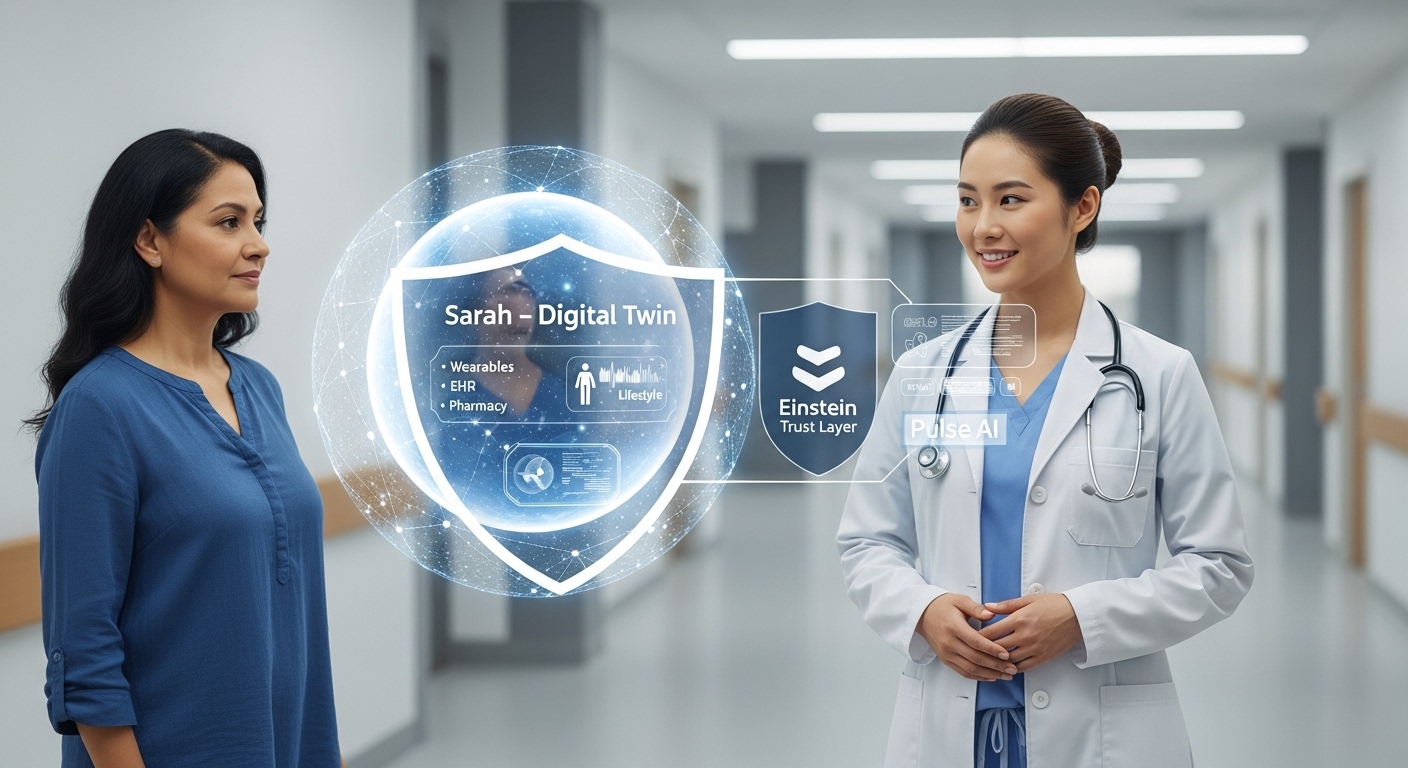 Sarah – Digital Twin
• Wearables
• EHR
• Pharmacy
Lifestyle
Einstein
Trust Layer
Pulse AI